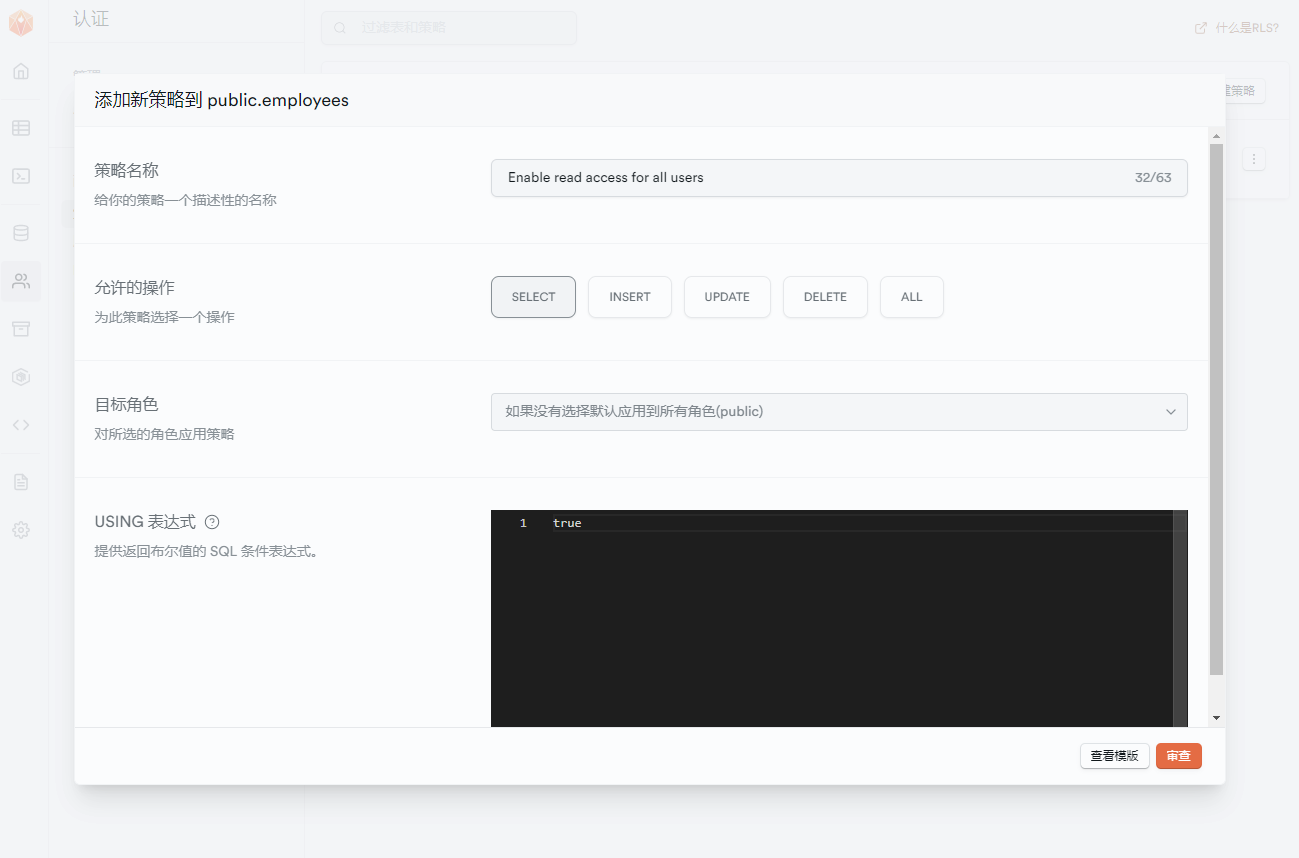 认证
过滤表和策略
什么是RLS?
管理
建策略
添加新策略到 public.employees
策略名称
给你的策略一个描述性的名称
Enable read access for all users
32/63
允许的操作
为此策略选择一个操作
SELECT
INSERT
UPDATE
DELETE
ALL
目标角色
对所选的角色应用策略
如果没有选择默认应用到所有角色(public)
USING 表达式
提供返回布尔值的 SQL 条件表达式。
1 true
查看模版
审查